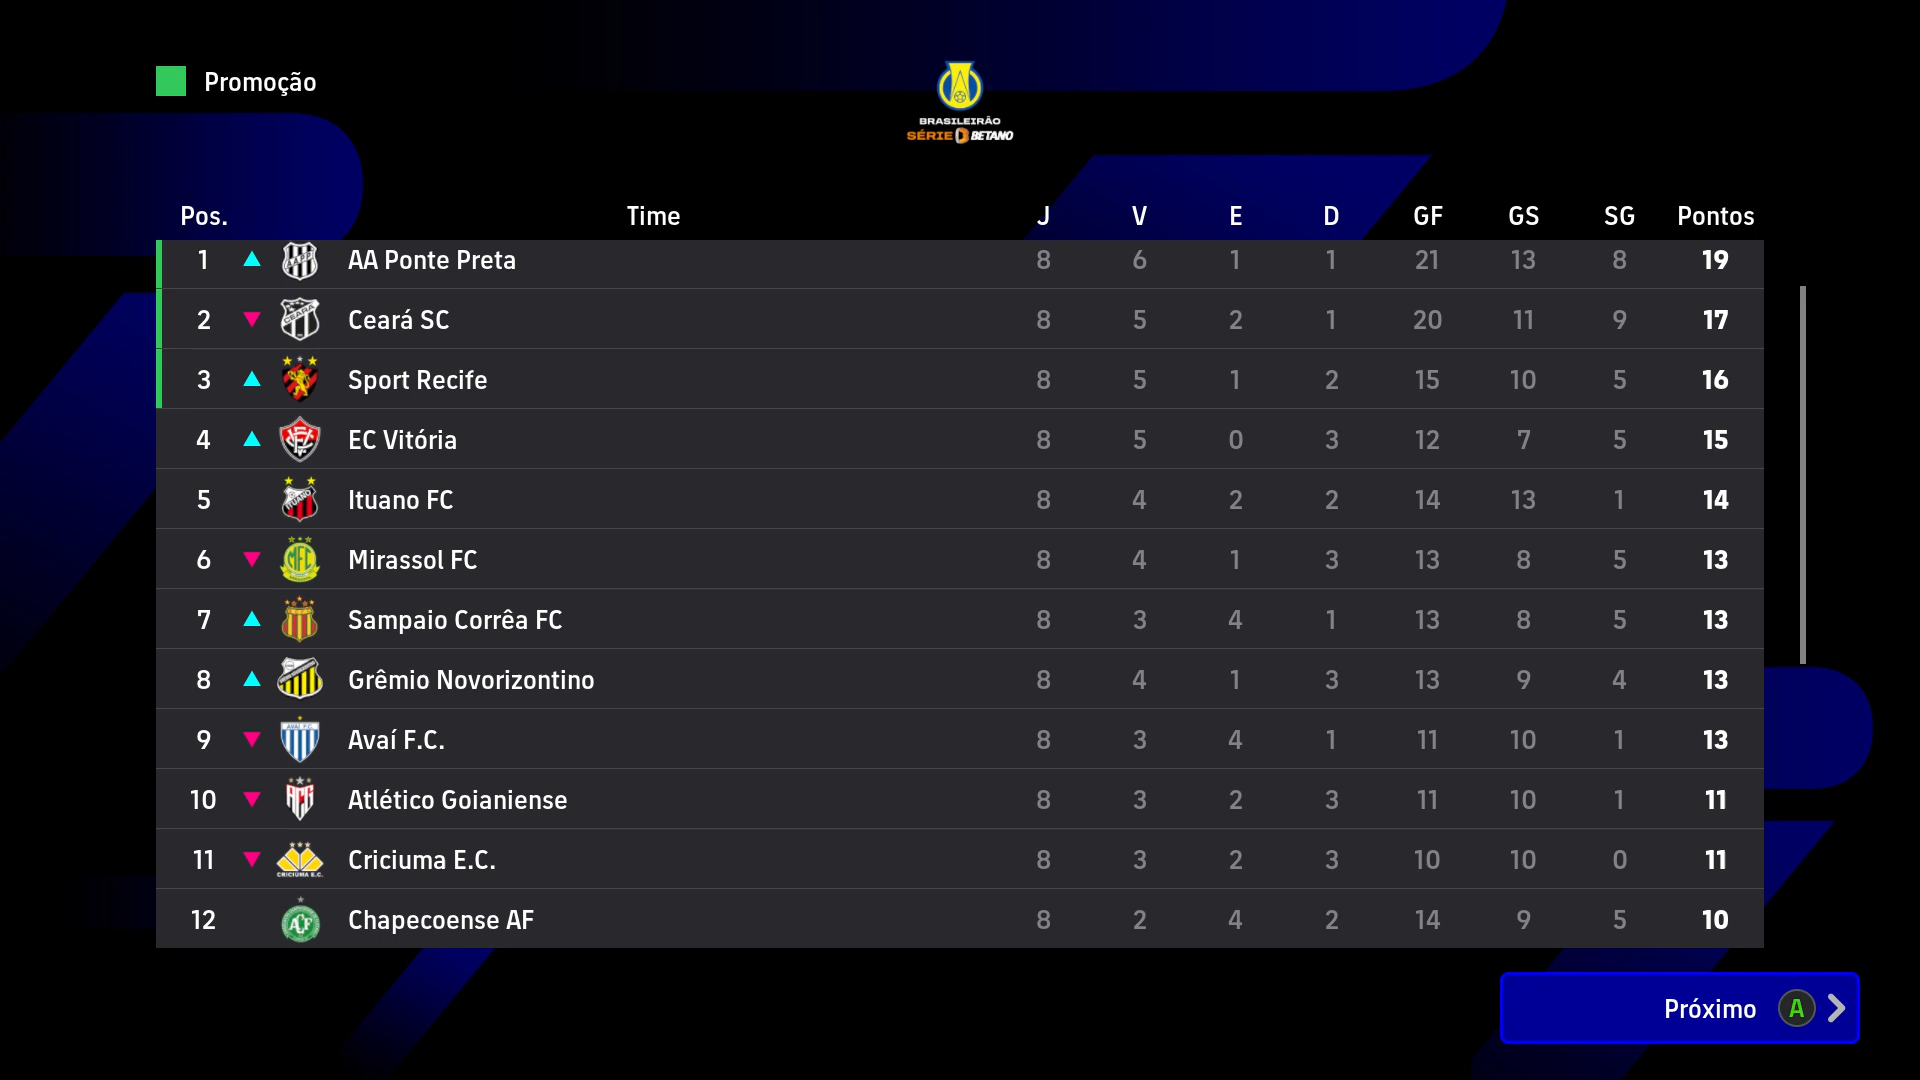 Promoção
BRASILEIRÃO
SÉRIE B BETANO
Pos. Time J V E D GF GS SG Pontos
1 AA Ponte Preta 8 6 1 1 21 13 8 19
2 Ceará SC 8 5 2 1 20 11 9 17
3 Sport Recife 8 5 1 2 15 10 5 16
4 EC Vitória 8 5 0 3 12 7 5 15
5 Ituano FC 8 4 2 2 14 13 1 14
6 Mirassol FC 8 4 1 3 13 8 5 13
7 Sampaio Corrêa FC 8 3 4 1 13 8 5 13
8 Grêmio Novorizontino 8 4 1 3 13 9 4 13
9 Avaí F.C. 8 3 4 1 11 10 1 13
10 Atlético Goianiense 8 3 2 3 11 10 1 11
11 Criciuma E.C. 8 3 2 3 10 10 0 11
12 Chapecoense AF 8 2 4 2 14 9 5 10
Próximo A